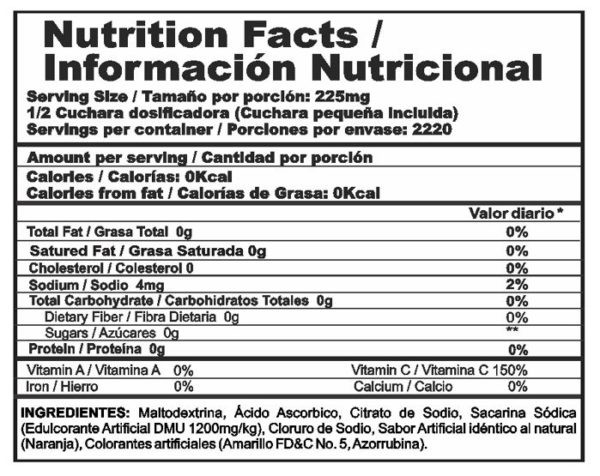 Nutrition Facts /
Información Nutricional
Serving Size / Tamaño por porción: 225mg
1/2 Cuchara dosificadora (Cuchara pequeña incluida)
Servings per container / Porciones por envase: 2220
Amount per serving / Cantidad por porción
Calories / Calorías: 0Kcal
Calories from fat / Calorías de Grasa: 0Kcal
Valor diario *
Total Fat / Grasa Total 0g 0%
Satured Fat / Grasa Saturada 0g 0%
Cholesterol / Colesterol 0 0%
Sodium / Sodio 4mg 2%
Total Carbohydrate / Carbohidratos Totales 0g 0%
Dietary Fiber / Fibra Dietaria 0g 0%
Sugars / Azúcares 0g **
Protein / Proteína 0g 0%
Vitamin A / Vitamina A 0% Vitamin C / Vitamina C 150%
Iron / Hierro 0% Calcium / Calcio 0%
INGREDIENTES: Maltodextrina, Ácido Ascorbico, Citrato de Sodio, Sacarina Sódica
(Edulcorante Artificial DMU 1200mg/kg), Cloruro de Sodio, Sabor Artificial idéntico al natural
(Naranja), Colorantes artificiales (Amarillo FD&C No. 5, Azorrubina).